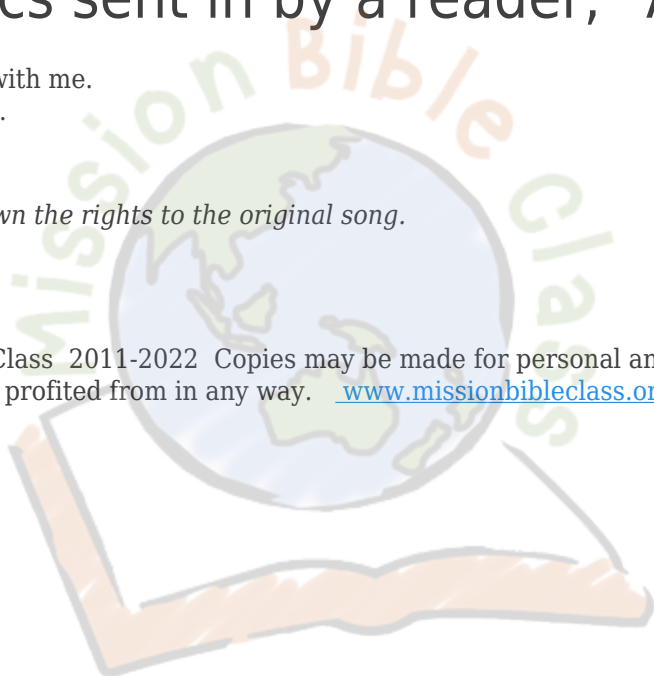 cs sent in by a reader, "A
with me.
.
wn the rights to the original song.
Class 2011-2022 Copies may be made for personal an
profited from in any way. www.missionbibleclass.or
Mission Bible Class